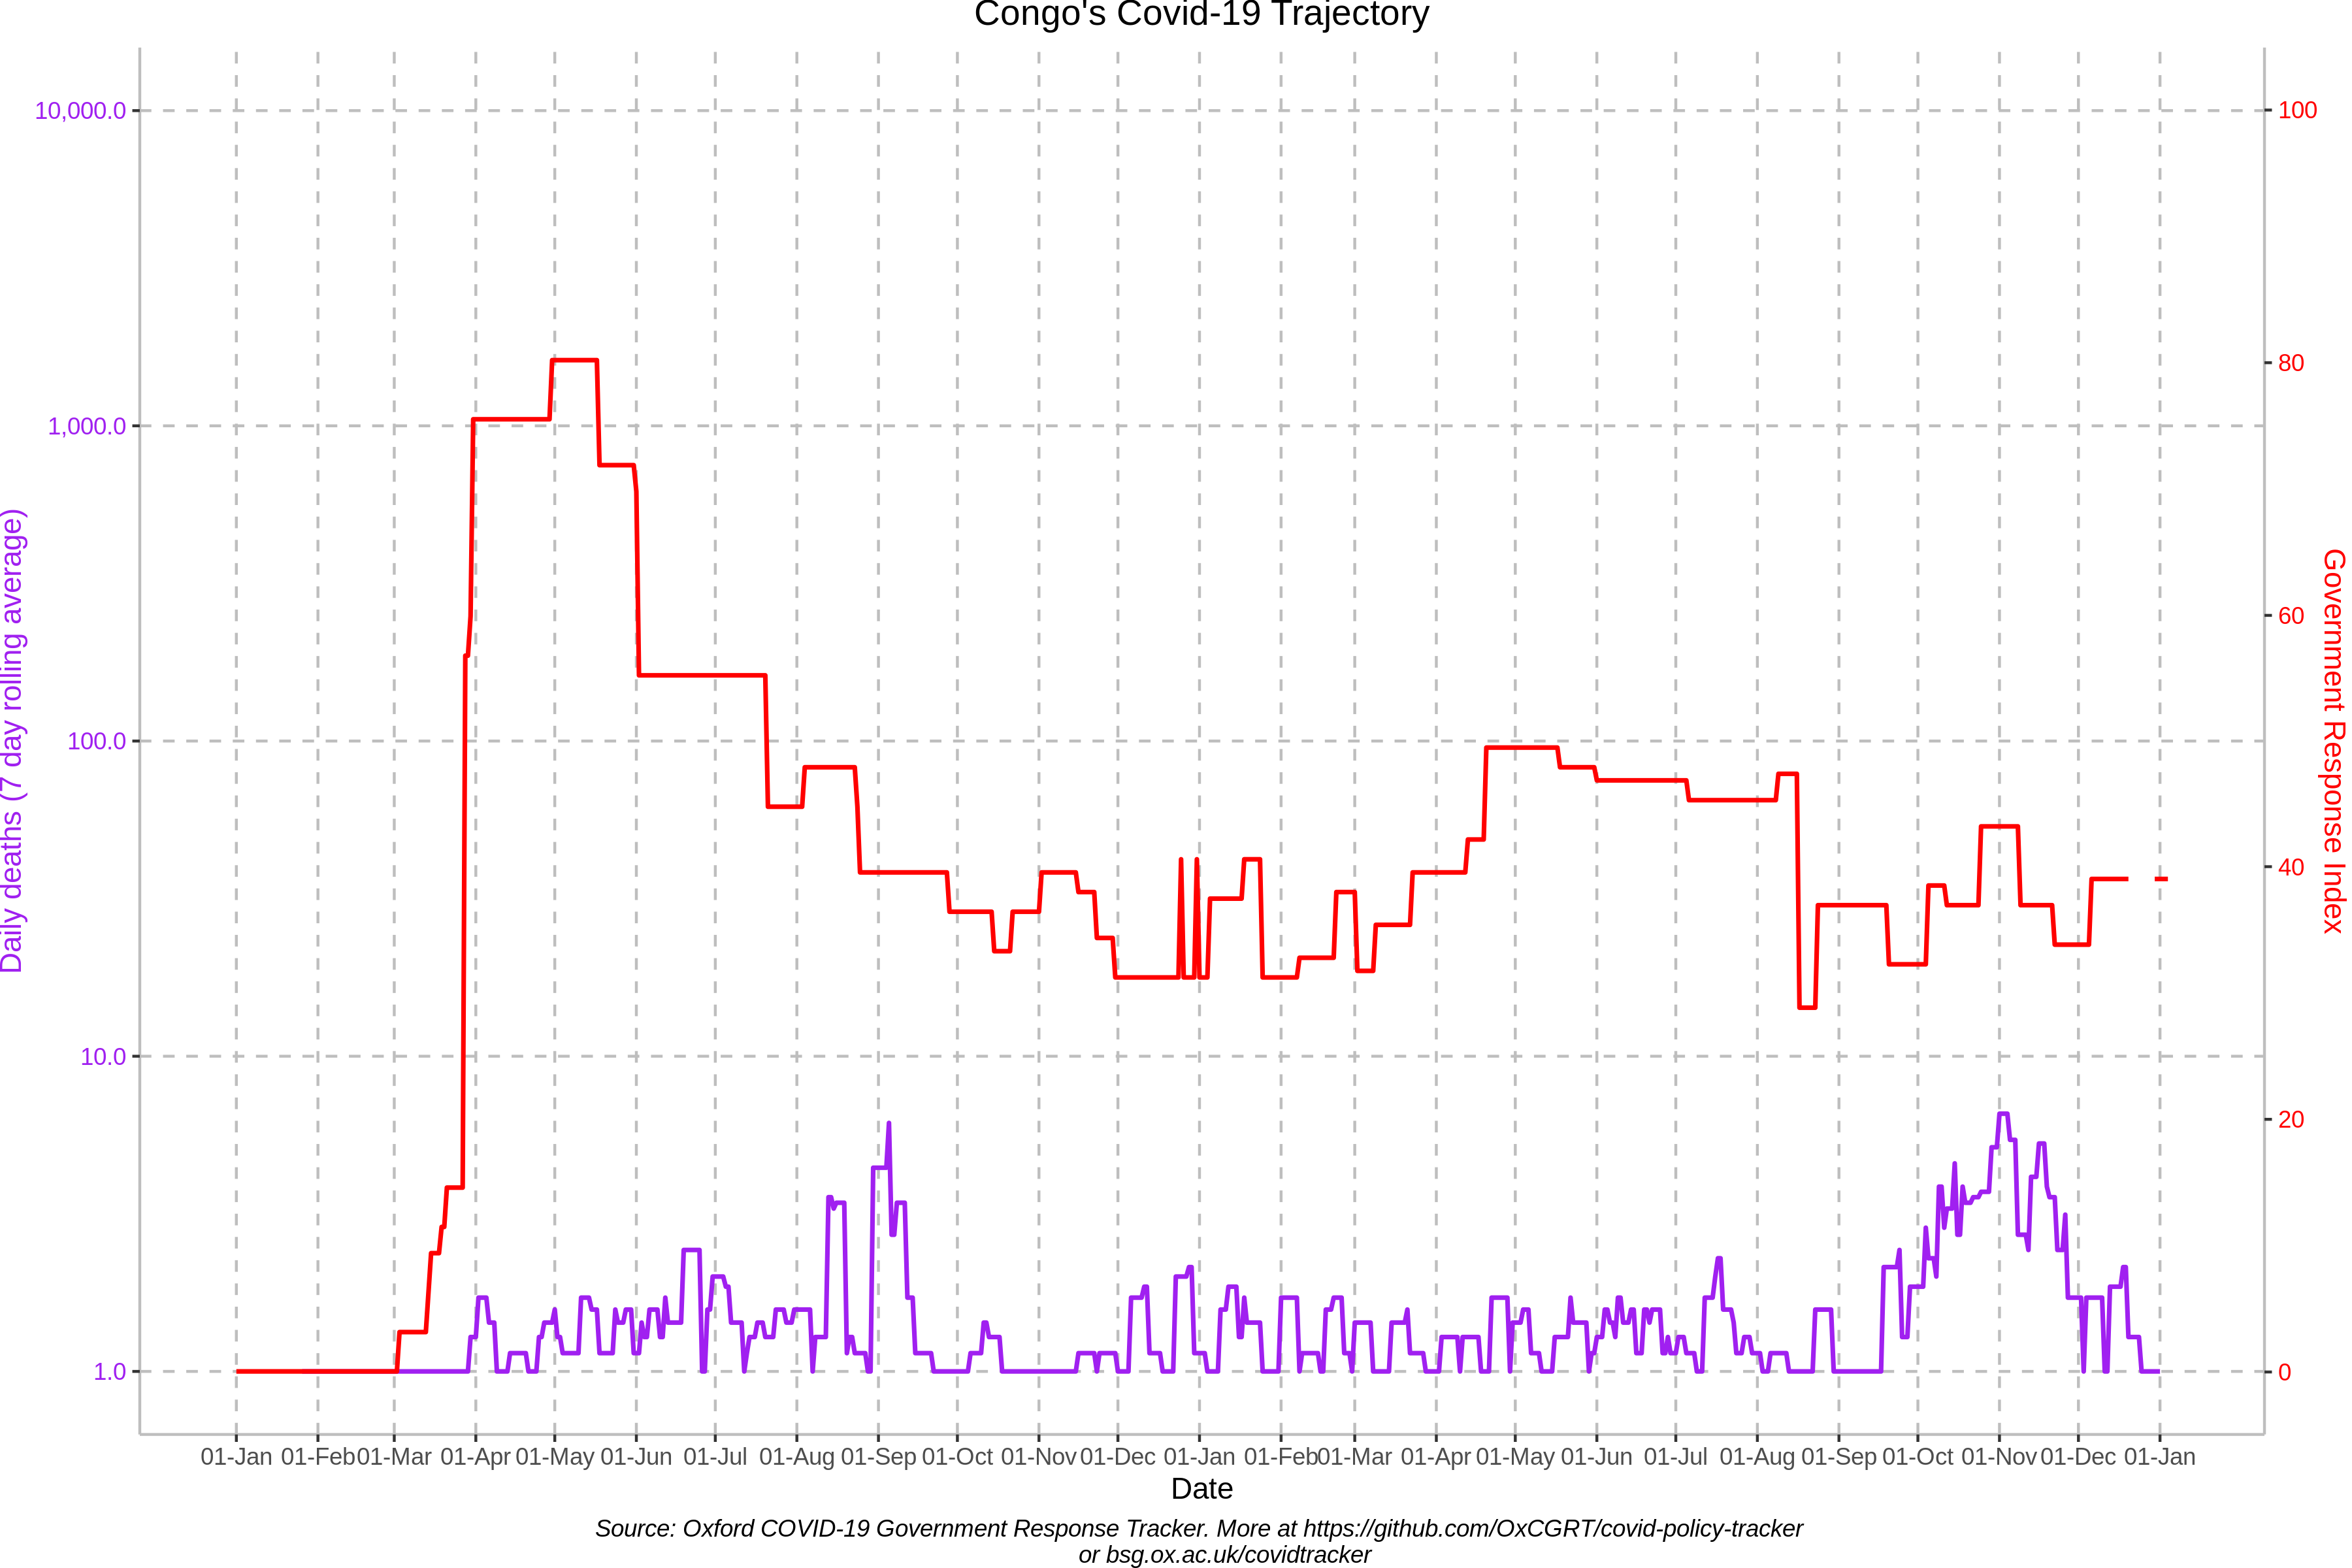 Congo's Covid-19 Trajectory
10,000.0
1,000.0
100.0
10.0
1.0
Daily deaths (7 day rolling average)
100
80
60
40
20
0
Government Response Index
01-Jan 01-Feb 01-Mar 01-Apr 01-May 01-Jun 01-Jul 01-Aug 01-Sep 01-Oct 01-Nov 01-Dec 01-Jan 01-Feb 01-Mar 01-Apr 01-May 01-Jun 01-Jul 01-Aug 01-Sep 01-Oct 01-Nov 01-Dec 01-Jan
Date
Source: Oxford COVID-19 Government Response Tracker. More at https://github.com/OxCGRT/covid-policy-tracker
or bsg.ox.ac.uk/covidtracker